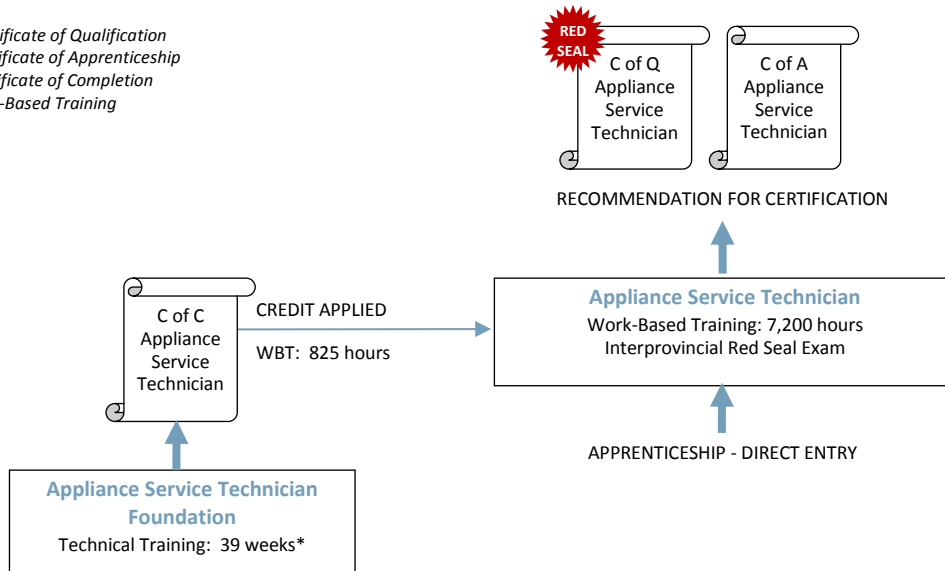 ificate of Qualification
ificate of Apprenticeship
ificate of Completion
-Based Training
RED
SEAL
C of Q
Appliance
Service
Technician
C of A
Appliance
Service
Technician
RECOMMENDATION FOR CERTIFICATION
C of C
Appliance
Service
Technician
CREDIT APPLIED
WBT: 825 hours
Appliance Service Technician
Work-Based Training: 7,200 hours
Interprovincial Red Seal Exam
APPRENTICESHIP - DIRECT ENTRY
Appliance Service Technician
Foundation
Technical Training: 39 weeks*